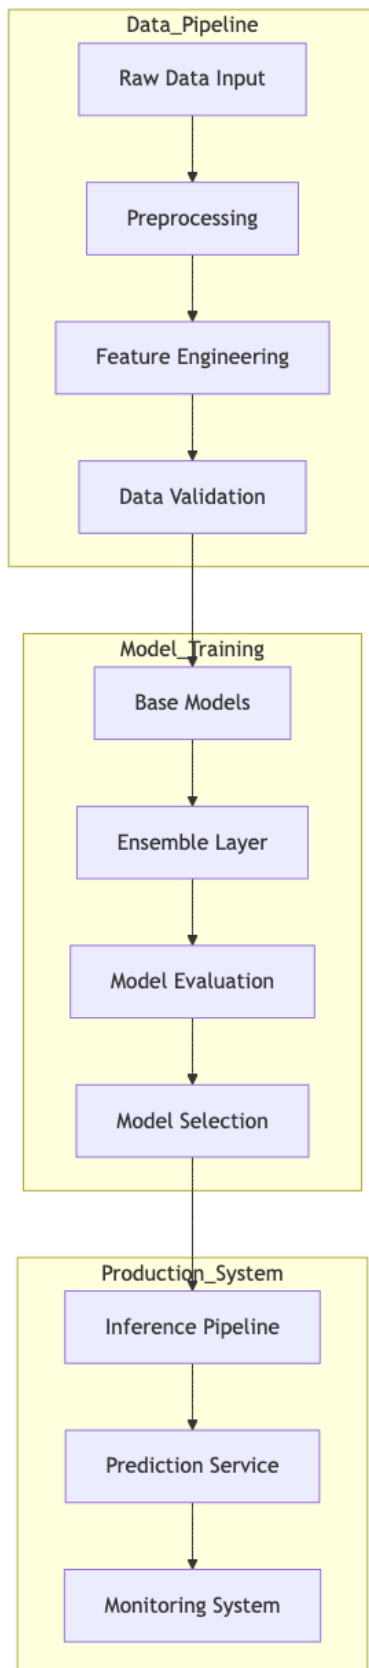 Data_Pipeline
Raw Data Input
Preprocessing
Feature Engineering
Data Validation
Model_Training
Base Models
Ensemble Layer
Model Evaluation
Model Selection
Production_System
Inference Pipeline
Prediction Service
Monitoring System